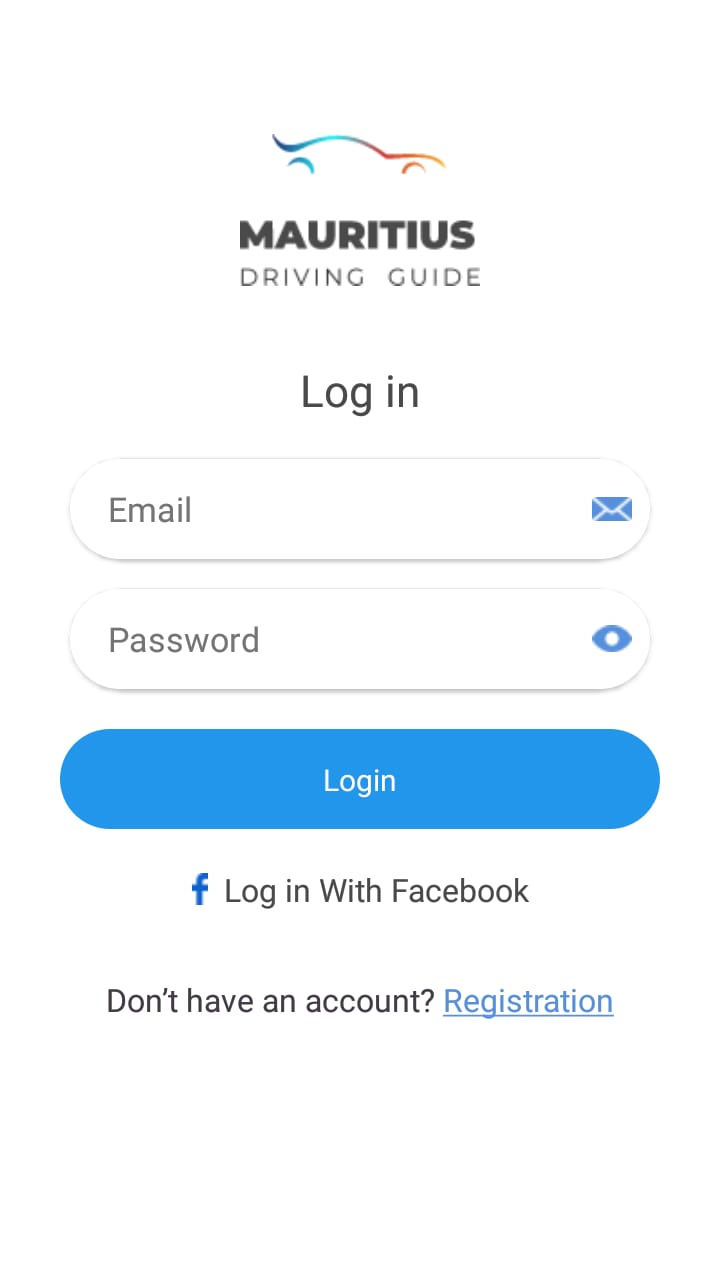 MAURITIUS
DRIVING GUIDE
Log in
Email
Password
Login
f Log in With Facebook
Don’t have an account? Registration